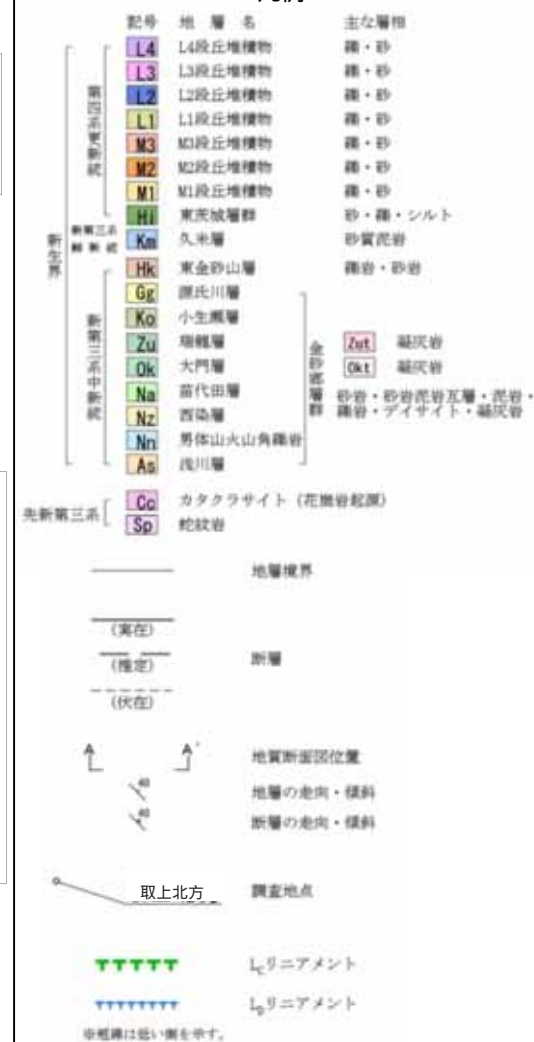 記号 地層名 主な層相
L4 L4段丘堆積物 礫・砂
L3 L3段丘堆積物 礫・砂
L2 L2段丘堆積物 礫・砂
L1 L1段丘堆積物 礫・砂
M3 M3段丘堆積物 礫・砂
M2 M2段丘堆積物 礫・砂
M1 M1段丘堆積物 礫・砂
Hi 東茨城層群 砂・礫・シルト
Km 久米層 砂質泥岩
Hk 東金砂山層 礫岩・砂岩
Gg 源氏川層
Ko 小生瀬層
Zu 瑞龍層
Ok 大門層
Na 苗代田層
Nz 西染層
Nn 男体山火山角礫岩
As 浅川層
新生界
第四系更新統
新第三系
鮮新統
新第三系中新統
金砂郷層群
Zut 凝灰岩
Okt 凝灰岩
砂岩・砂岩泥岩互層・泥岩・
礫岩・デイサイト・凝灰岩
先新第三系
Cc カタクラサイト（花崗岩起源）
Sp 蛇紋岩
地層境界
(実在)
(推定) 断層
(伏在)
A A' 地質断面図位置
40 地層の走向・傾斜
断層の走向・傾斜
取上北方 調査地点
LCリニアメント
LDリニアメント
※短線は低い側を示す。